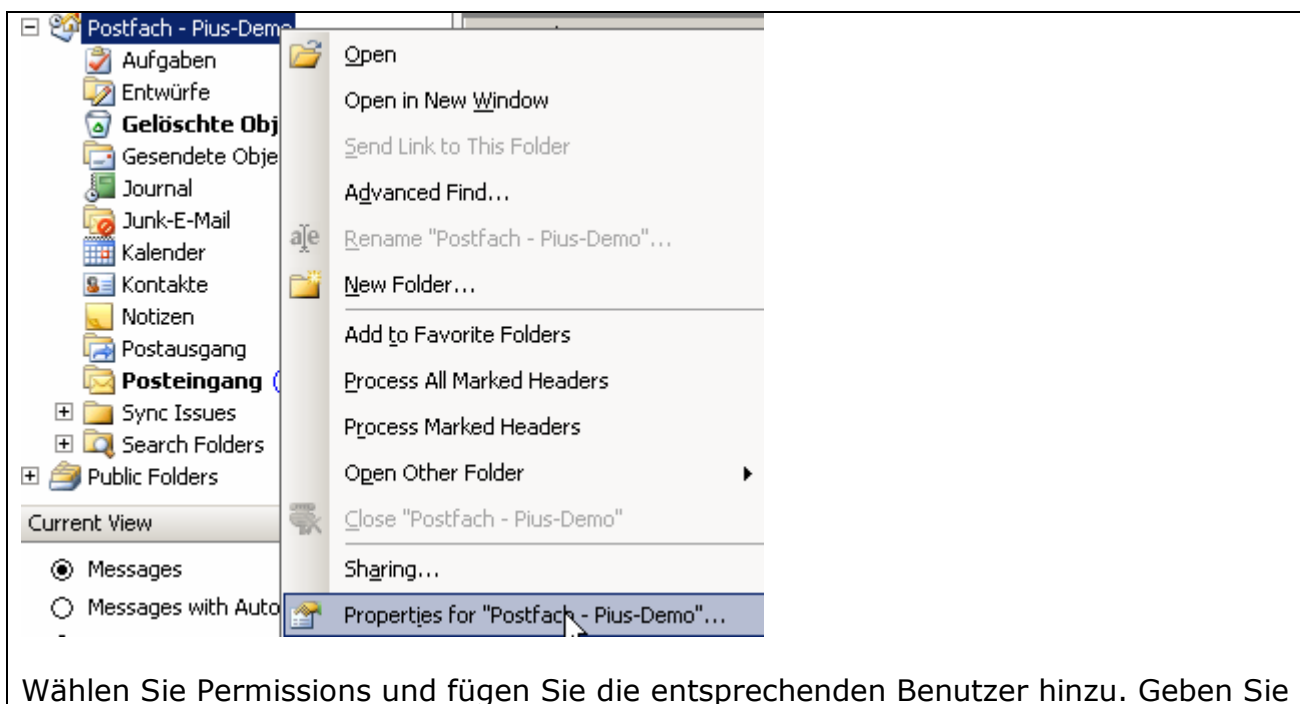 Postfach - Pius-Demo
Aufgaben
Entwürfe
Gelöschte Obj
Gesendete Obje
Journal
Junk-E-Mail
Kalender
Kontakte
Notizen
Postausgang
Posteingang (
Sync Issues
Search Folders
Public Folders
Current View
Messages
Messages with Auto
Open
Open in New Window
Send Link to This Folder
Advanced Find...
Rename "Postfach - Pius-Demo"...
New Folder...
Add to Favorite Folders
Process All Marked Headers
Process Marked Headers
Open Other Folder
Close "Postfach - Pius-Demo"
Sharing...
Properties for "Postfach - Pius-Demo"...
Wählen Sie Permissions und fügen Sie die entsprechenden Benutzer hinzu. Geben Sie